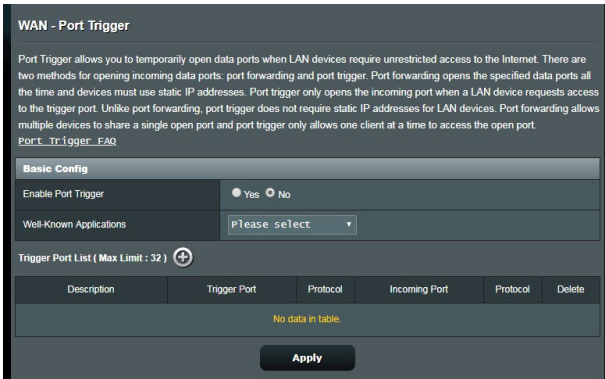 WAN - Port Trigger
Port Trigger allows you to temporarily open data ports when LAN devices require unrestricted access to the Internet. There are
two methods for opening incoming data ports: port forwarding and port trigger. Port forwarding opens the specified data ports all
the time and devices must use static IP addresses. Port trigger only opens the incoming port when a LAN device requests access
to the trigger port. Unlike port forwarding, port trigger does not require static IP addresses for LAN devices. Port forwarding allows
multiple devices to share a single open port and port trigger only allows one client at a time to access the open port.
Port Trigger FAQ
Basic Config
Enable Port Trigger Yes No
Well-Known Applications Please select
Trigger Port List ( Max Limit : 32 )
Description Trigger Port Protocol Incoming Port Protocol Delete
No data in table.
Apply